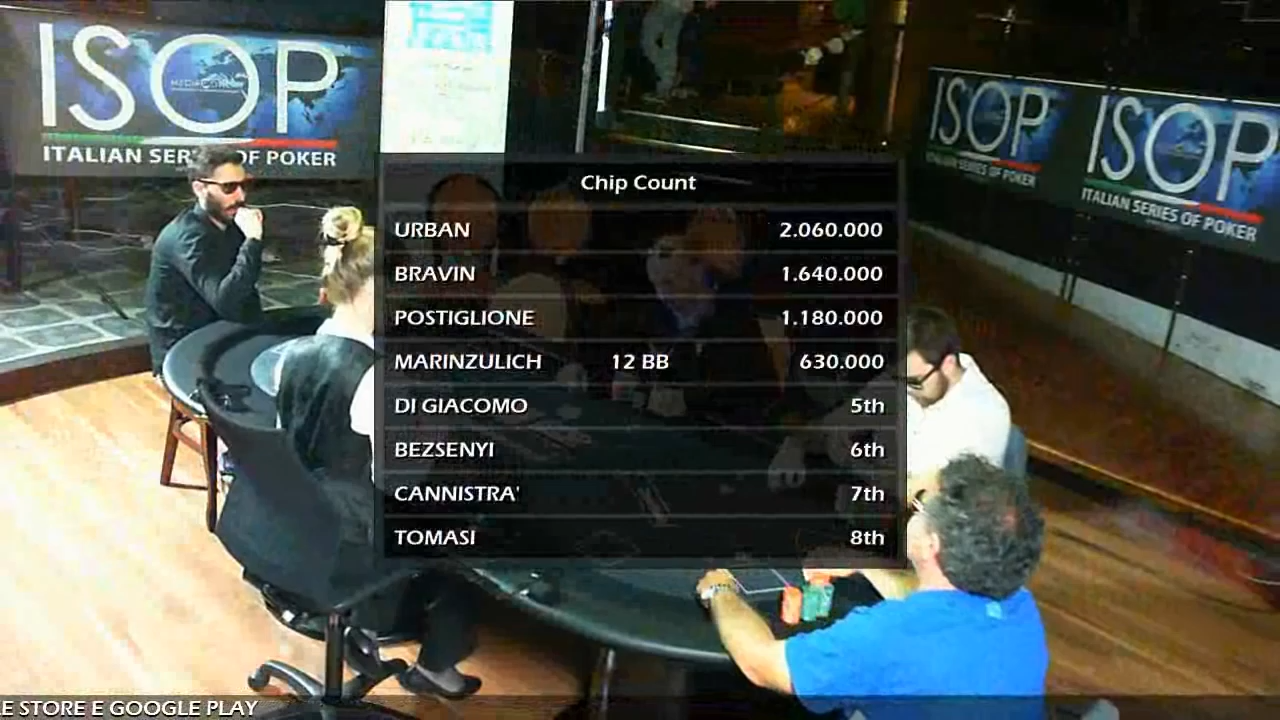 ISOP
ITALIAN SERIES OF POKER
ISOP
ITALIAN SERIES OF POKER
ISOP
ITALIAN SERIES OF POKER
Chip Count
URBAN 2.060.000
BRAVIN 1.640.000
POSTIGLIONE 1.180.000
MARINZULICH 12 BB 630.000
DI GIACOMO 5th
BEZSENYI 6th
CANNISTRA' 7th
TOMASI 8th
E STORE E GOOGLE PLAY